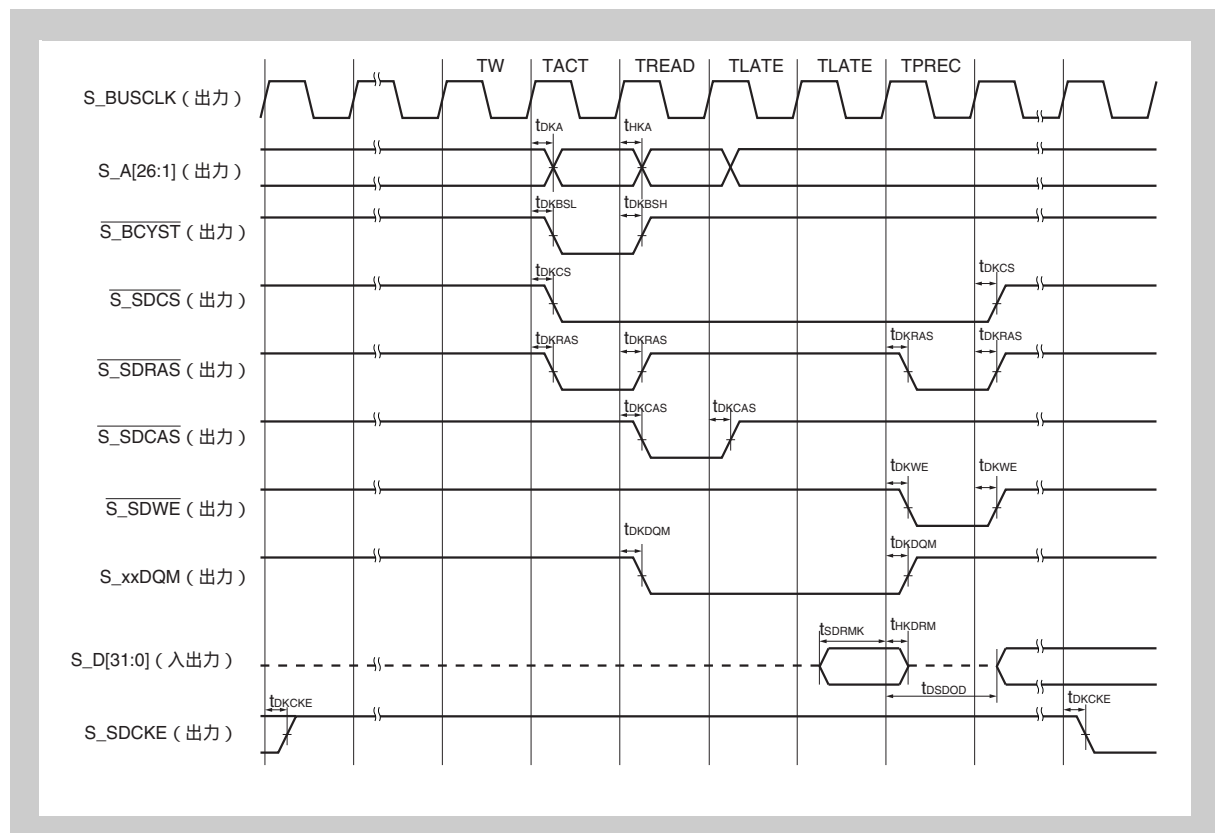 TW TACT TREAD TLATE TLATE TPREC
S_BUSCLK（出力）
tDKA tHKA
S_A[26:1]（出力）
tDKBSL tDKBSH
S_BCYST（出力）
tDKCS tDKCS
S_SDCS（出力）
tDKRAS tDKRAS tDKRAS tDKRAS
S_SDRAS（出力）
tDKCAS tDKCAS
S_SDCAS（出力）
tDKWE tDKWE
S_SDWE（出力）
tDKDQM tDKDQM
S_xxDQM（出力）
tSDRMK tHKDRM
S_D[31:0]（入出力）
tDSDOD
tDKCKE tDKCKE
S_SDCKE（出力）